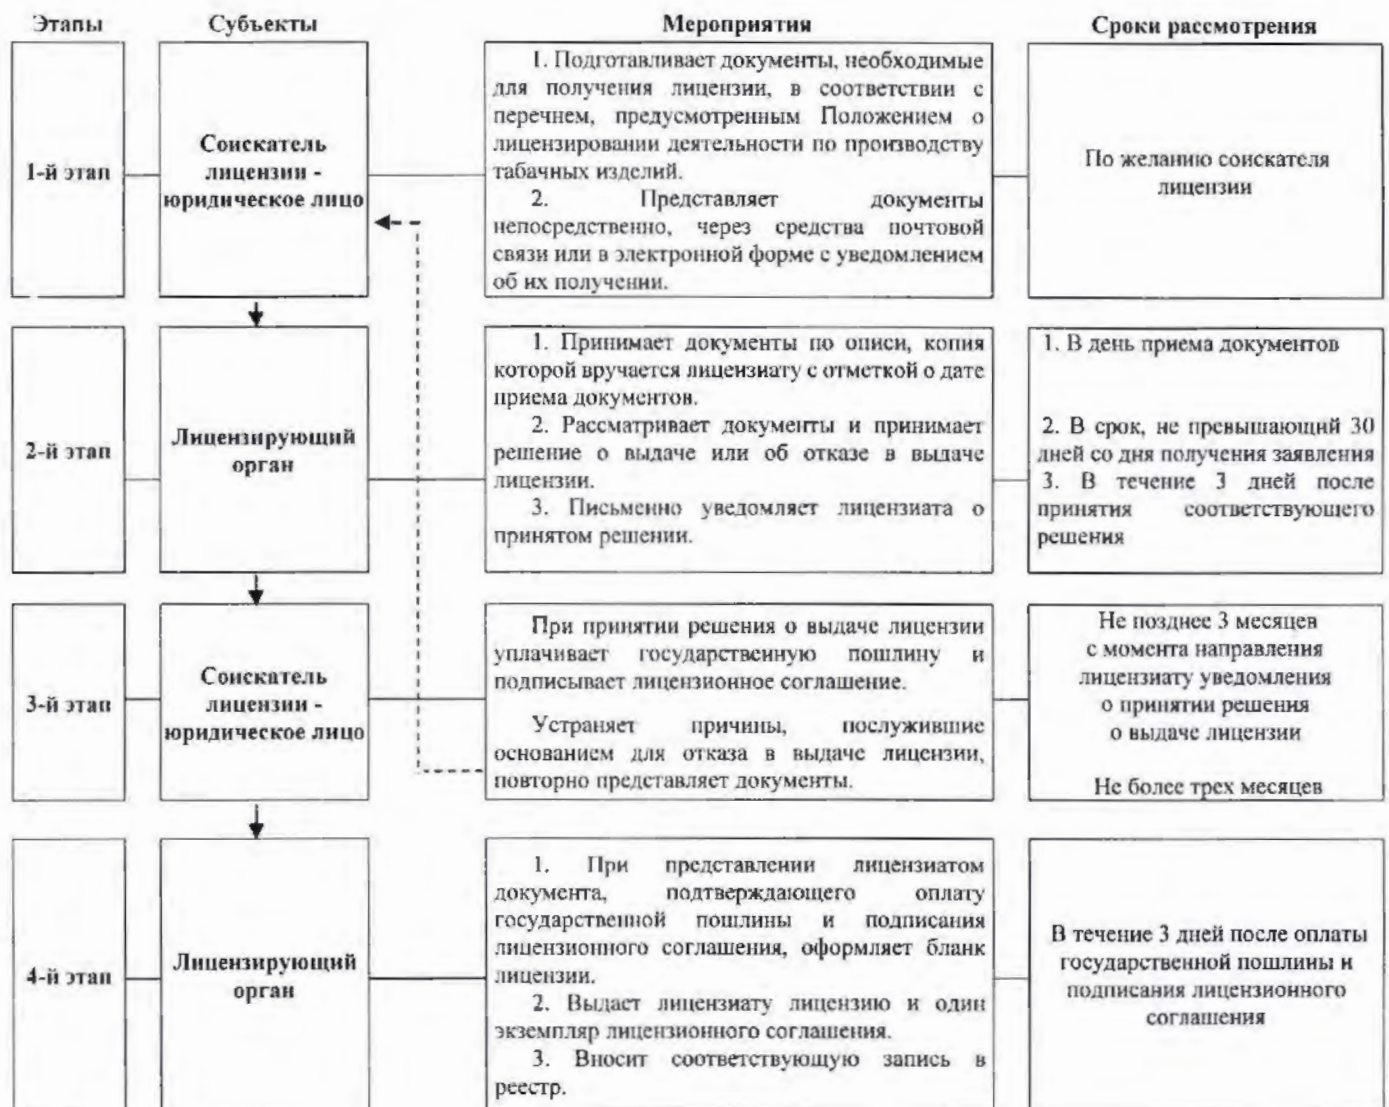 Этапы
Субъекты
Мероприятия
Сроки рассмотрения
1-й этап
Соискатель
лицензии -
юридическое лицо
1. Подготавливает документы, необходимые
для получения лицензии, в соответствии с
перечнем, предусмотренным Положением о
лицензировании деятельности по производству
табачных изделий.
2. Представляет документы
непосредственно, через средства почтовой
связи или в электронной форме с уведомлением
об их получении.
По желанию соискателя
лицензии
2-й этап
Лицензирующий
орган
1. Принимает документы по описи, копия
которой вручается лицензиату с отметкой о дате
приема документов.
2. Рассматривает документы и принимает
решение о выдаче или об отказе в выдаче
лицензии.
3. Письменно уведомляет лицензиата о
принятом решении.
1. В день приема документов
2. В срок, не превышающий 30
дней со дня получения заявления
3. В течение 3 дней после
принятия соответствующего
решения
3-й этап
Соискатель
лицензии -
юридическое лицо
При принятии решения о выдаче лицензии
уплачивает государственную пошлину и
подписывает лицензионное соглашение.
Устраняет причины, послужившие
основанием для отказа в выдаче лицензии,
повторно представляет документы.
Не позднее 3 месяцев
с момента направления
лицензиату уведомления
о принятии решения
о выдаче лицензии
Не более трех месяцев
4-й этап
Лицензирующий
орган
1. При представлении лицензиатом
документа, подтверждающего оплату
государственной пошлины и подписания
лицензионного соглашения, оформляет бланк
лицензии.
2. Выдает лицензиату лицензию и один
экземпляр лицензионного соглашения.
3. Вносит соответствующую запись в
реестр.
В течение 3 дней после оплаты
государственной пошлины и
подписания лицензионного
соглашения